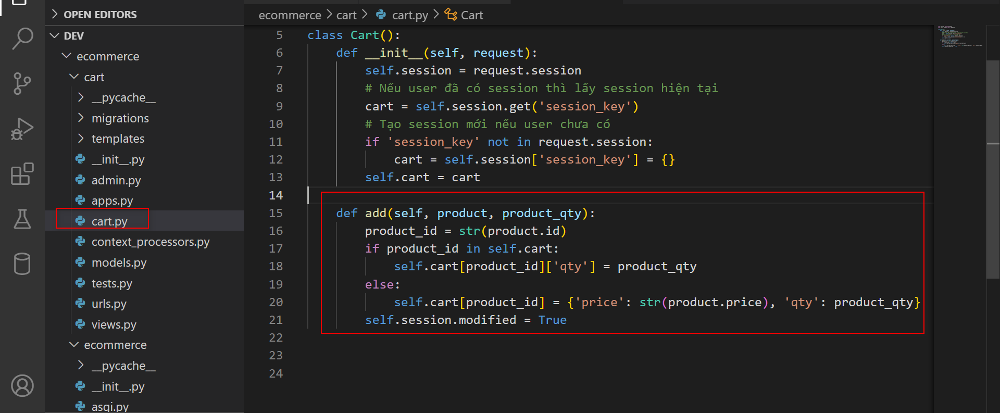 OPEN EDITORS
DEV
ecommerce
cart
__pycache__
migrations
templates
__init__.py
admin.py
apps.py
cart.py
context_processors.py
models.py
tests.py
urls.py
views.py
ecommerce
__pycache__
__init__.py
asgi.py
ecommerce > cart > cart.py > Cart
5 class Cart():
6 def __init__(self, request):
7 self.session = request.session
8 # Nếu user đã có session thì lấy session hiện tại
9 cart = self.session.get('session_key')
10 # Tạo session mới nếu user chưa có
11 if 'session_key' not in request.session:
12 cart = self.session['session_key'] = {}
13 self.cart = cart
14
15 def add(self, product, product_qty):
16 product_id = str(product.id)
17 if product_id in self.cart:
18 self.cart[product_id]['qty'] = product_qty
19 else:
20 self.cart[product_id] = {'price': str(product.price), 'qty': product_qty}
21 self.session.modified = True
22
23
24